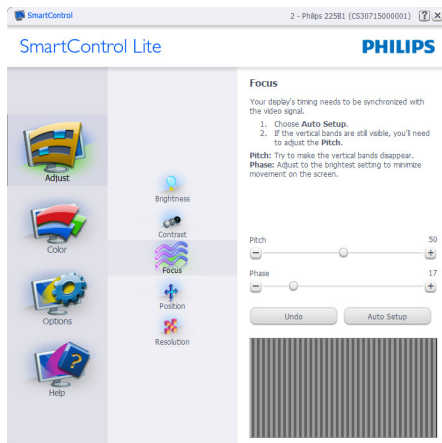 SmartControl
2 - Philips 225B1 (CS30715000001)
?
x
SmartControl Lite
PHILIPS
Adjust
Color
Options
Help
Brightness
Contrast
Focus
Position
Resolution
Focus
Your display's timing needs to be synchronized with
the video signal.
1. Choose Auto Setup.
2. If the vertical bands are still visible, you'll need
to adjust the Pitch.
Pitch: Try to make the vertical bands disappear.
Phase: Adjust to the brightest setting to minimize
movement on the screen.
Pitch 50
Phase 17
Undo Auto Setup